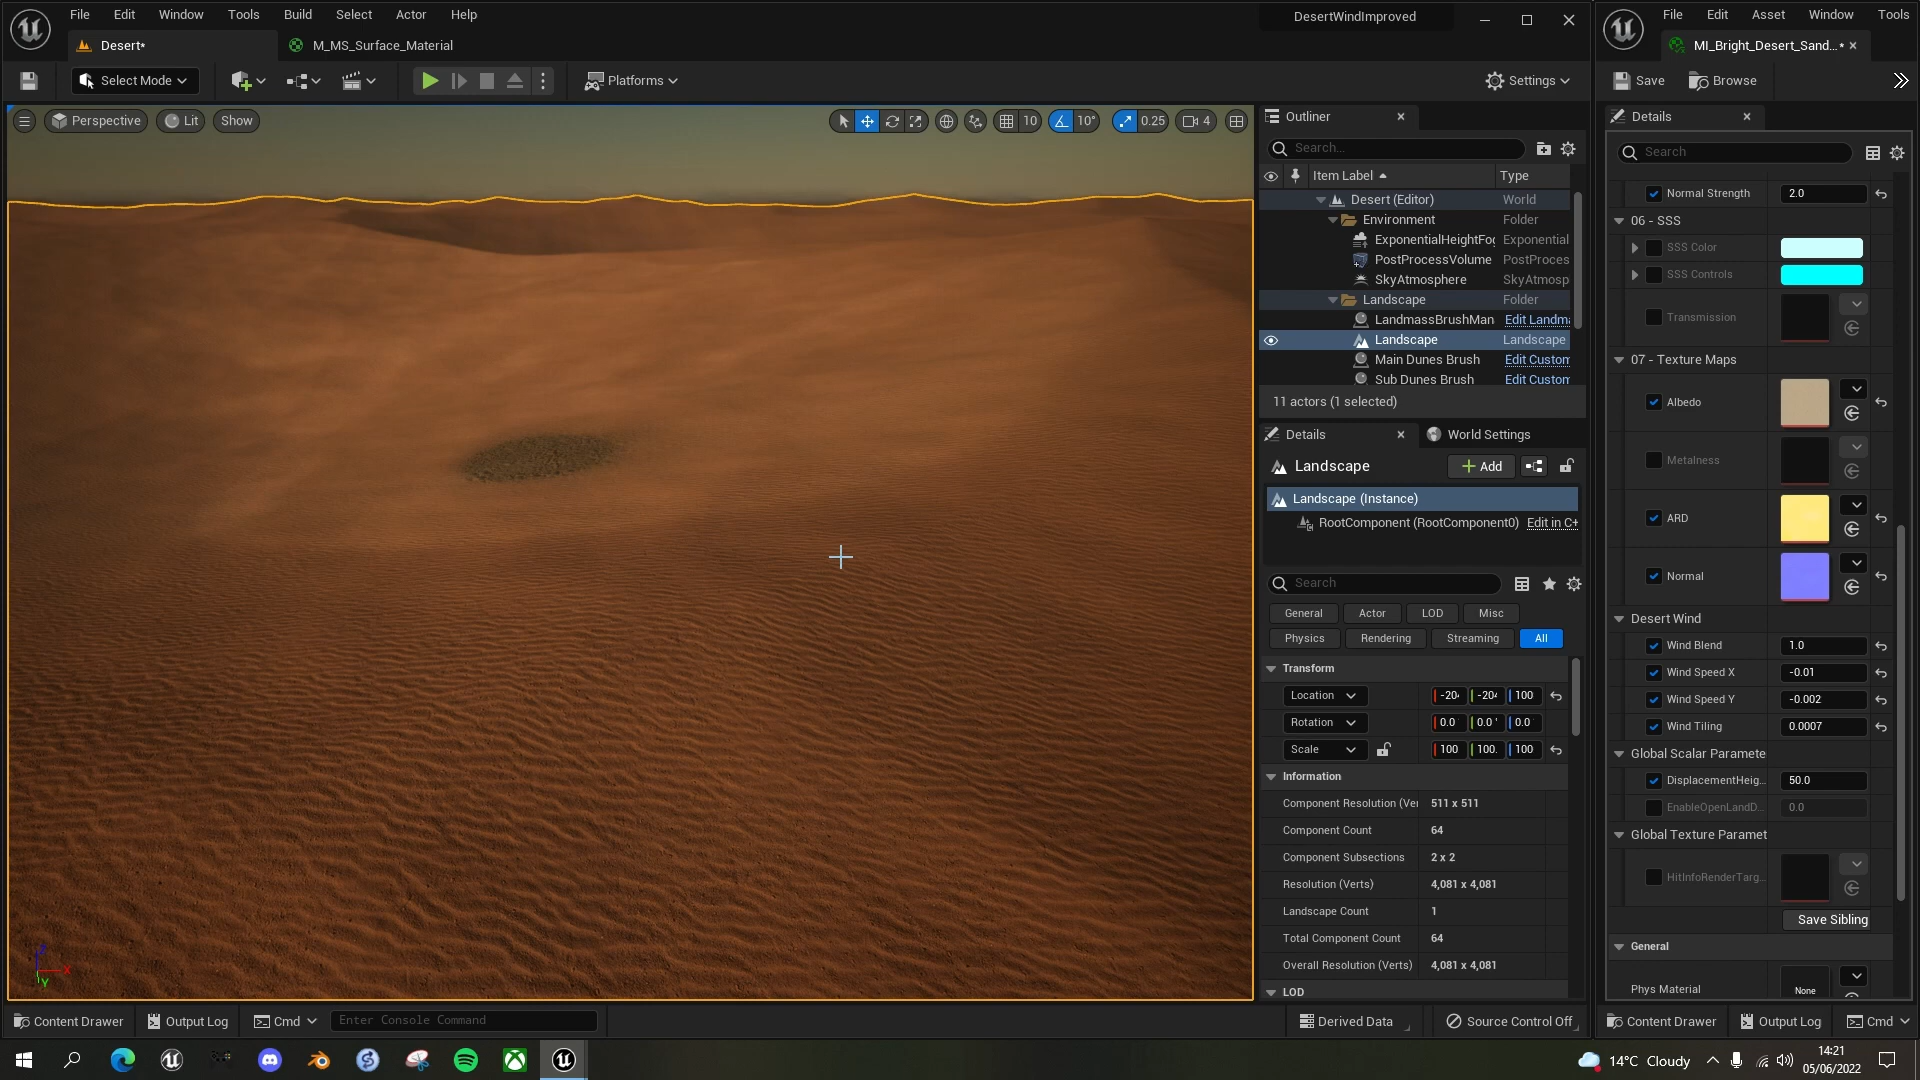 File Edit Window Tools Build Select Actor Help
DesertWindImproved
Desert*
M_MS_Surface_Material
Select Mode
Platforms
Settings
Perspective
Lit
Show
10
10°
0.25
4
Outliner
Search...
Item Label
Type
Desert (Editor) World
Environment Folder
ExponentialHeightFog Exponential
PostProcessVolume PostProces
SkyAtmosphere SkyAtmosp
Landscape Folder
LandmassBrushMan Edit Landma
Landscape Landscape
Main Dunes Brush Edit Custom
Sub Dunes Brush Edit Custom
11 actors (1 selected)
Details
World Settings
Landscape
Add
Landscape (Instance)
RootComponent (RootComponent0) Edit in C+
Search
General Actor LOD Misc
Physics Rendering Streaming All
Transform
Location -204 -204 100
Rotation 0.0 0.0 ° 0.0
Scale 100 100. 100
Information
Component Resolution (Ver 511 x 511
Component Count 64
Component Subsections 2 x 2
Resolution (Verts) 4,081 x 4,081
Landscape Count 1
Total Component Count 64
Overall Resolution (Verts) 4,081 x 4,081
LOD
Z
X
Y
Content Drawer
Output Log
Cmd
Enter Console Command
Derived Data
Source Control Off
File Edit Asset Window Tools
MI_Bright_Desert_Sand...*
Save
Browse
Details
Search
Normal Strength 2.0
06 - SSS
SSS Color
SSS Controls
Transmission
07 - Texture Maps
Albedo
Metalness
ARD
Normal
Desert Wind
Wind Blend 1.0
Wind Speed X -0.01
Wind Speed Y -0.002
Wind Tiling 0.0007
Global Scalar Paramete
DisplacementHeig... 50.0
EnableOpenLandD... 0.0
Global Texture Paramet
HitInfoRenderTarg...
Save Sibling
General
Phys Material None
Content Drawer
Output Log
Cmd
14°C Cloudy
14:21
05/06/2022